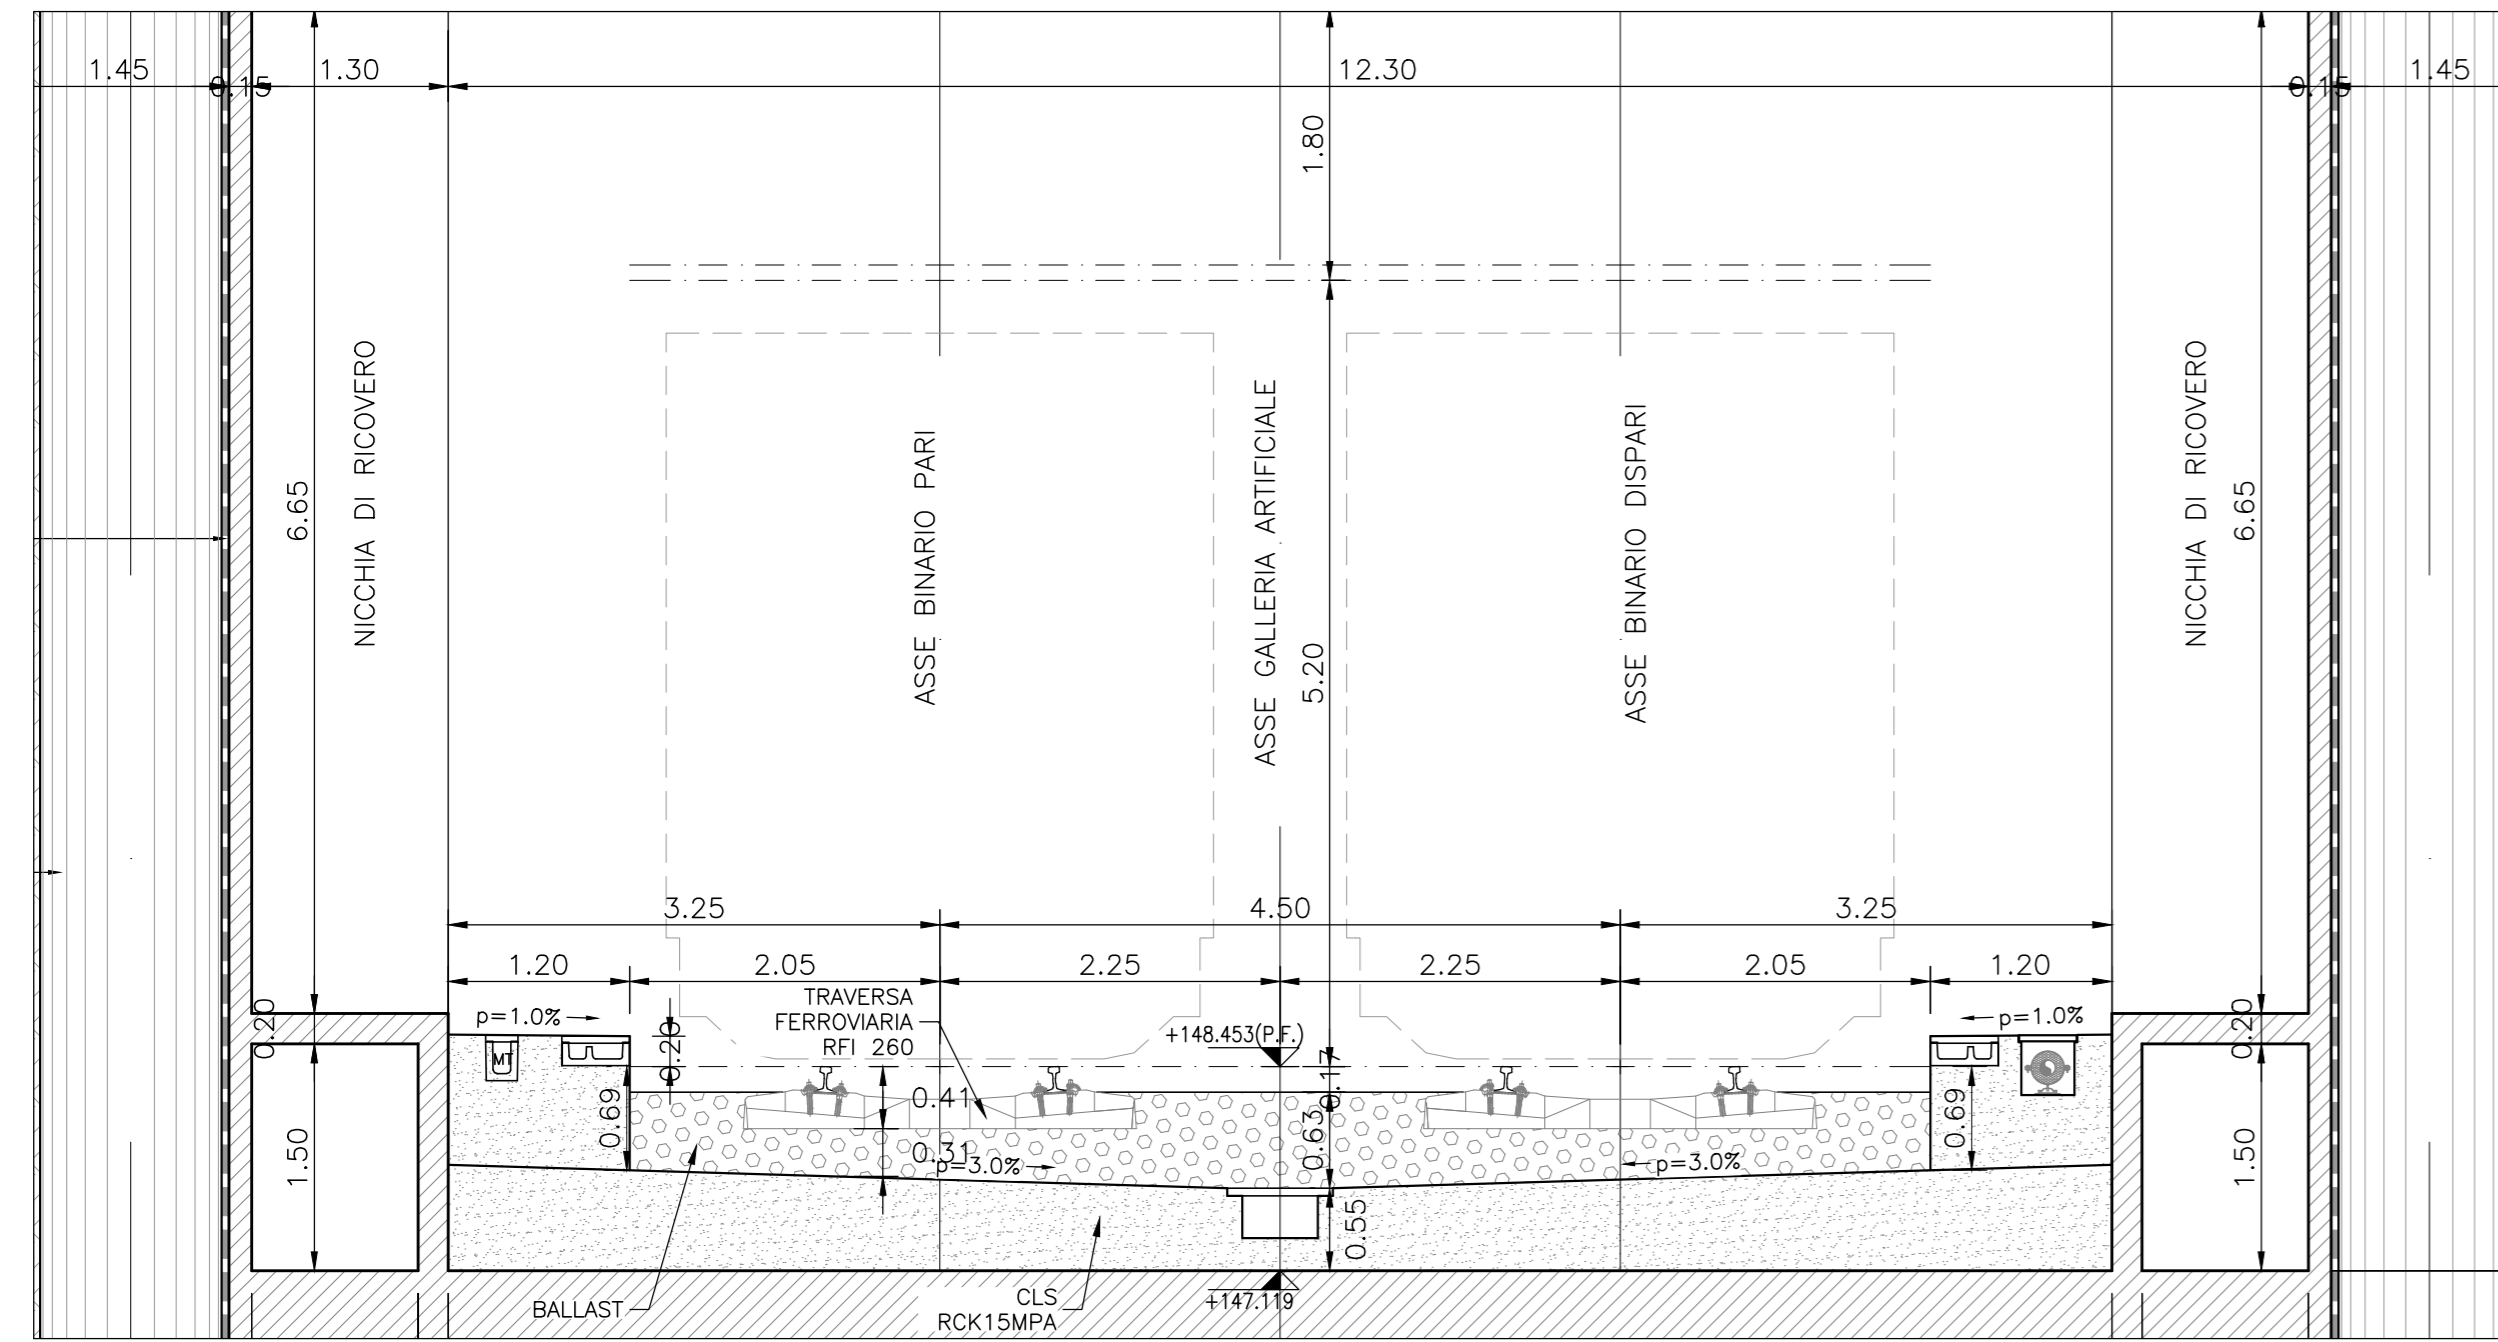 1.45
0.15
1.30
12.30
0.15
1.45
1.80
6.65
NICCHIA DI RICOVERO
ASSE BINARIO PARI
ASSE GALLERIA ARTIFICIALE
5.20
ASSE BINARIO DISPARI
NICCHIA DI RICOVERO
6.65
3.25
4.50
3.25
1.20
2.05
2.25
2.25
2.05
1.20
TRAVERSA
FERROVIARIA
RFI 260
p=1.0%
+148.453(P.F.)
p=1.0%
0.20
0.20
0.20
MT
0.17
0.41
0.69
0.63
0.69
0.31
p=3.0%
p=3.0%
1.50
1.50
0.55
BALLAST
CLS
RCK15MPA
+147.119